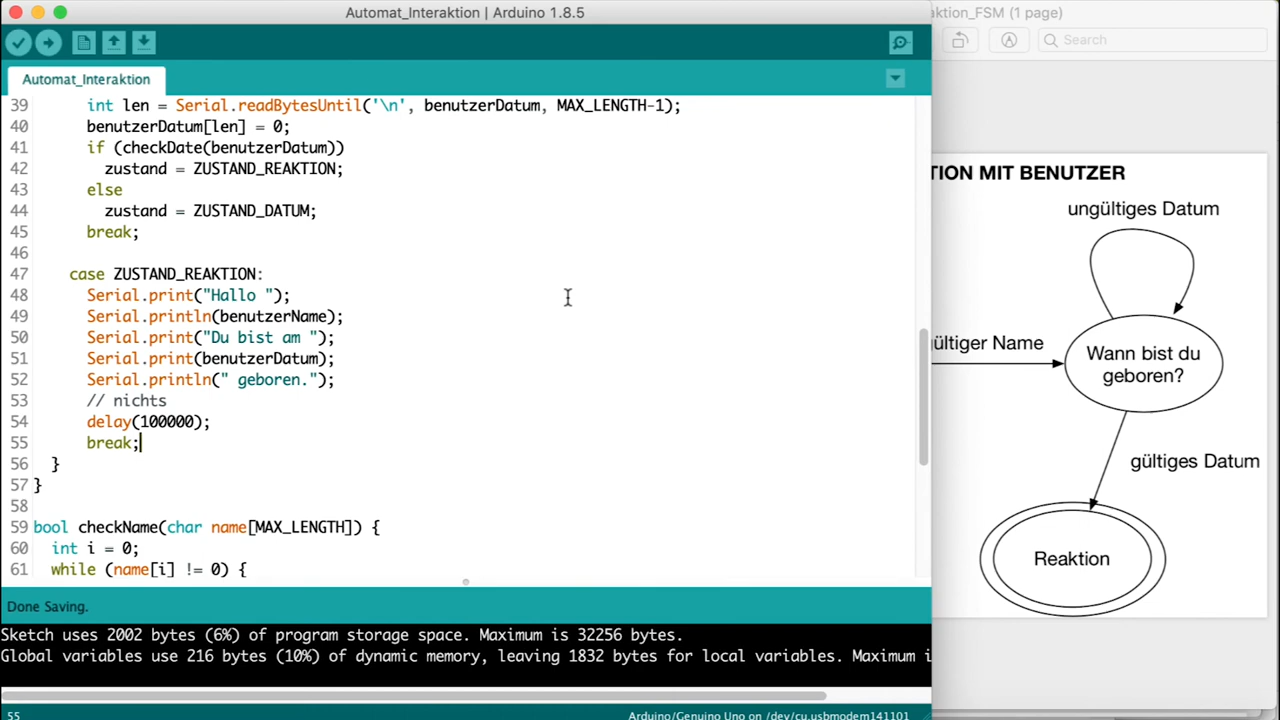 Automat_Interaktion | Arduino 1.8.5
Automat_Interaktion
39 int len = Serial.readBytesUntil('\n', benutzerDatum, MAX_LENGTH-1);
40 benutzerDatum[len] = 0;
41 if (checkDate(benutzerDatum))
42 zustand = ZUSTAND_REAKTION;
43 else
44 zustand = ZUSTAND_DATUM;
45 break;
46
47 case ZUSTAND_REAKTION:
48 Serial.print("Hallo ");
49 Serial.println(benutzerName);
50 Serial.print("Du bist am ");
51 Serial.print(benutzerDatum);
52 Serial.println(" geboren.");
53 // nichts
54 delay(100000);
55 break;
56 }
57 }
58
59 bool checkName(char name[MAX_LENGTH]) {
60 int i = 0;
61 while (name[i] != 0) {
Done Saving.
Sketch uses 2002 bytes (6%) of program storage space. Maximum is 32256 bytes.
Global variables use 216 bytes (10%) of dynamic memory, leaving 1832 bytes for local variables. Maximum i
55
Arduino/Genuino Uno on /dev/cu.usbmodem141101
aktion_FSM (1 page)
Search
TION MIT BENUTZER
ungültiges Datum
ültiger Name
Wann bist du
geboren?
gültiges Datum
Reaktion